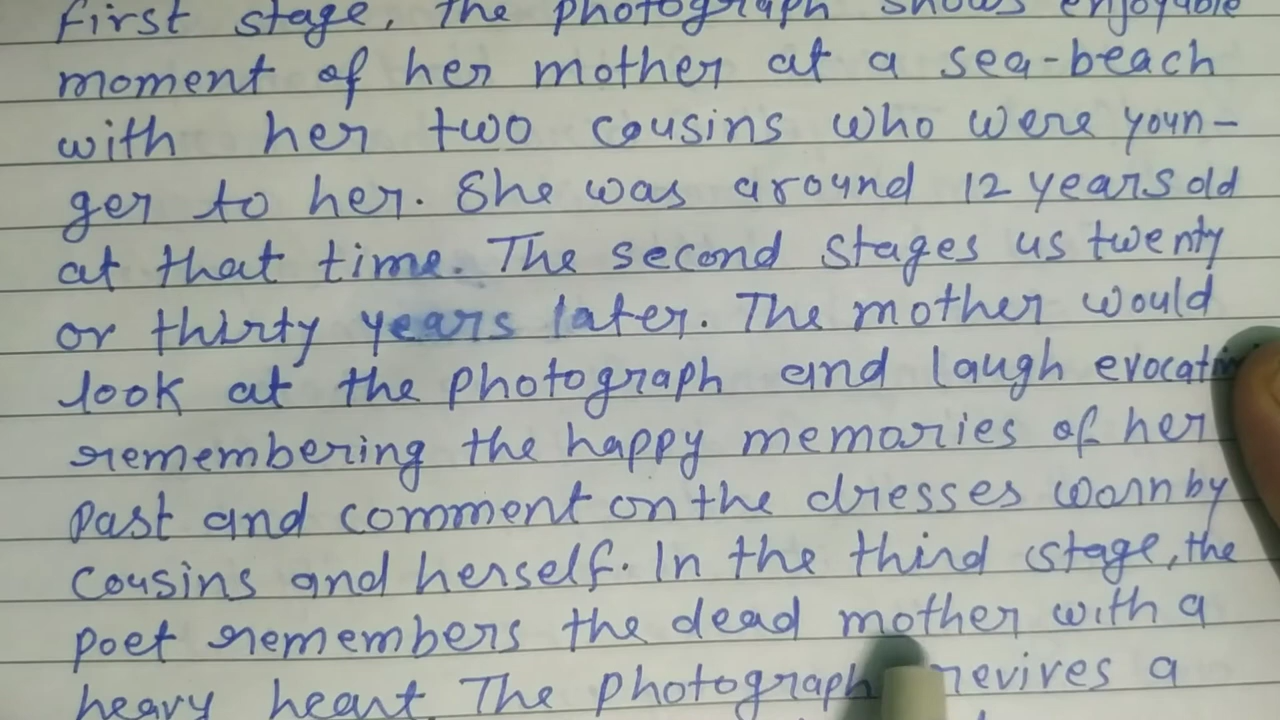 first stage, the photograph shows enjoyable
moment of her mother at a sea-beach
with her two cousins who were youn-
ger to her. She was around 12 years old
at that time. The second stages us twenty
or thirty years later. The mother would
look at the photograph and laugh
remembering the happy memories of her
past and comment on the dresses worn by
cousins and herself. In the third stage, the
poet remembers the dead mother with a
heavy heart. The photograph revives a